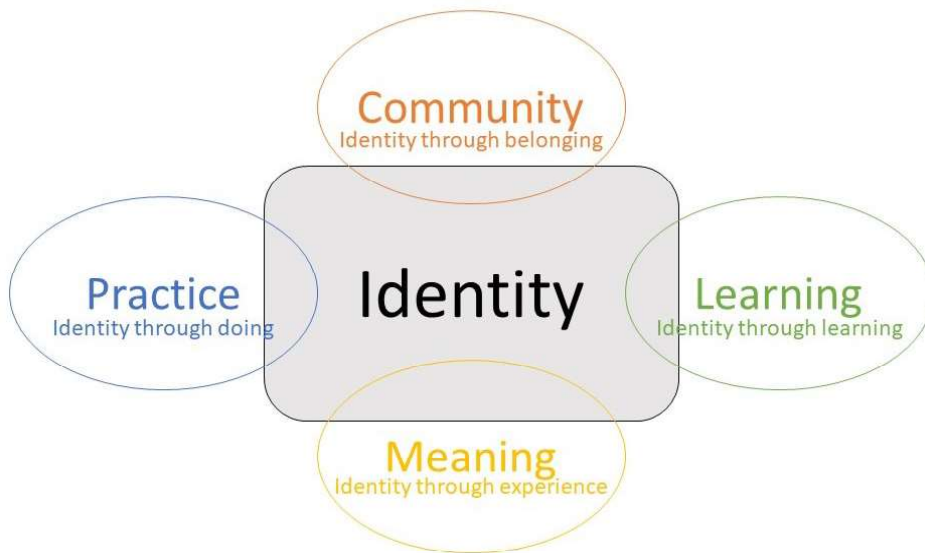 Community
Identity through belonging
Practice
Identity through doing
Identity
Learning
Identity through learning
Meaning
Identity through experience